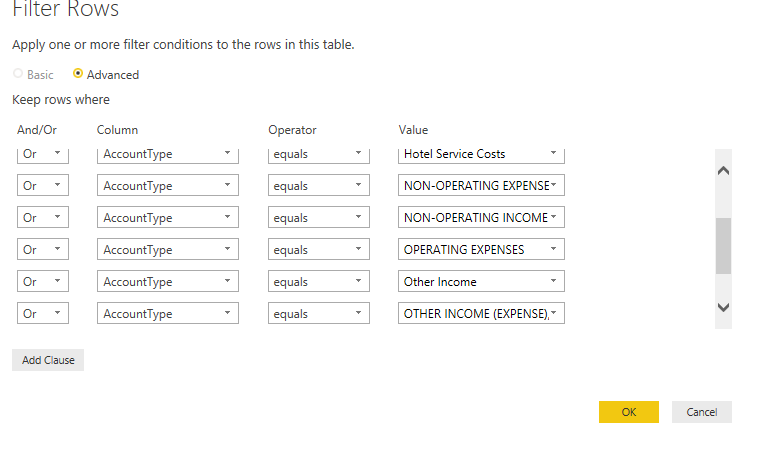 Filter Rows
Apply one or more filter conditions to the rows in this table.
Basic Advanced
Keep rows where
And/Or Column Operator Value
Or AccountType equals Hotel Service Costs
Or AccountType equals NON-OPERATING EXPENSE
Or AccountType equals NON-OPERATING INCOME
Or AccountType equals OPERATING EXPENSES
Or AccountType equals Other Income
Or AccountType equals OTHER INCOME (EXPENSE),
Add Clause
OK Cancel